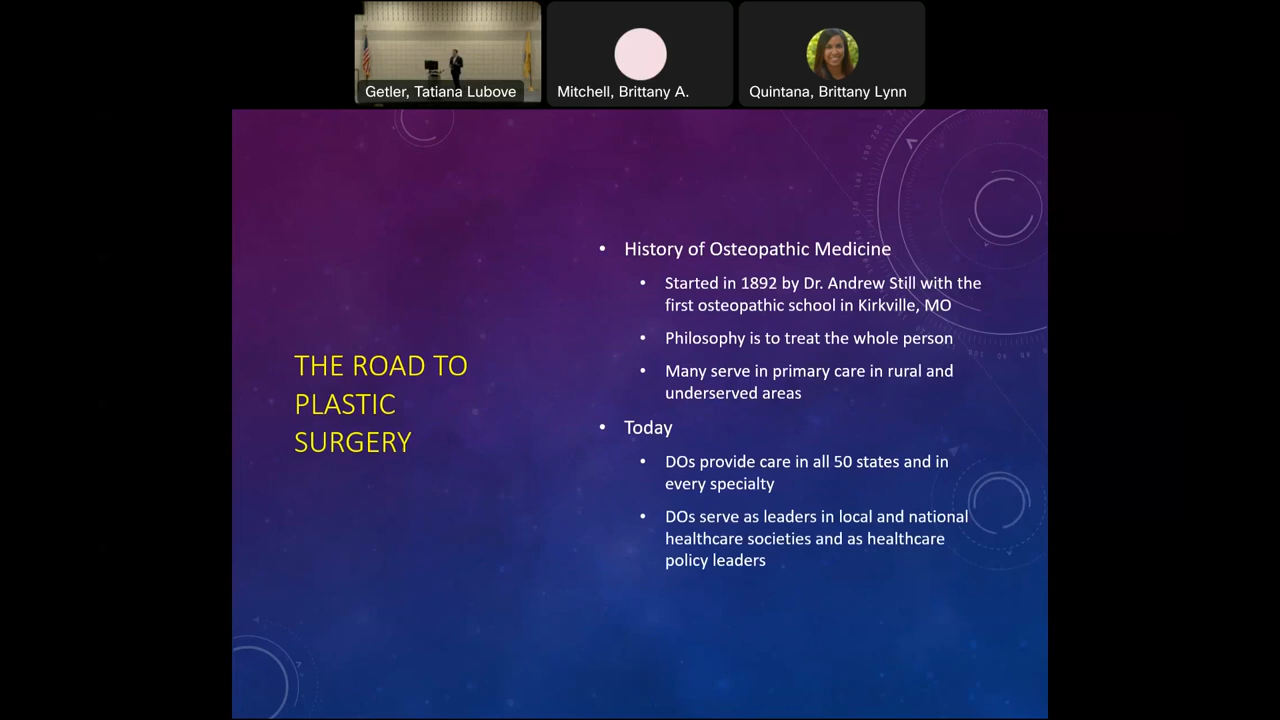 Getler, Tatiana Lubove
Mitchell, Brittany A.
Quintana, Brittany Lynn
THE ROAD TO
PLASTIC
SURGERY
• History of Osteopathic Medicine
• Started in 1892 by Dr. Andrew Still with the
first osteopathic school in Kirkville, MO
• Philosophy is to treat the whole person
• Many serve in primary care in rural and
underserved areas
• Today
• DOs provide care in all 50 states and in
every specialty
• DOs serve as leaders in local and national
healthcare societies and as healthcare
policy leaders